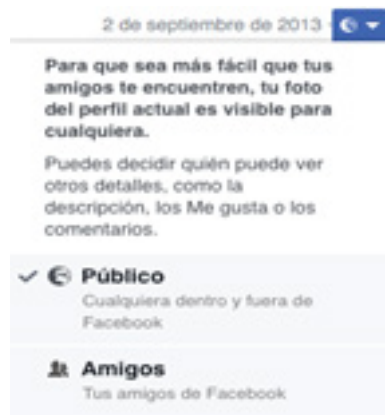 2 de septiembre de 2013
Para que sea más fácil que tus
amigos te encuentren, tu foto
del perfil actual es visible para
cualquiera.
Puedes decidir quién puede ver
otros detalles, como la
descripción, los Me gusta o los
comentarios.
Público
Cualquiera dentro y fuera de
Facebook
Amigos
Tus amigos de Facebook